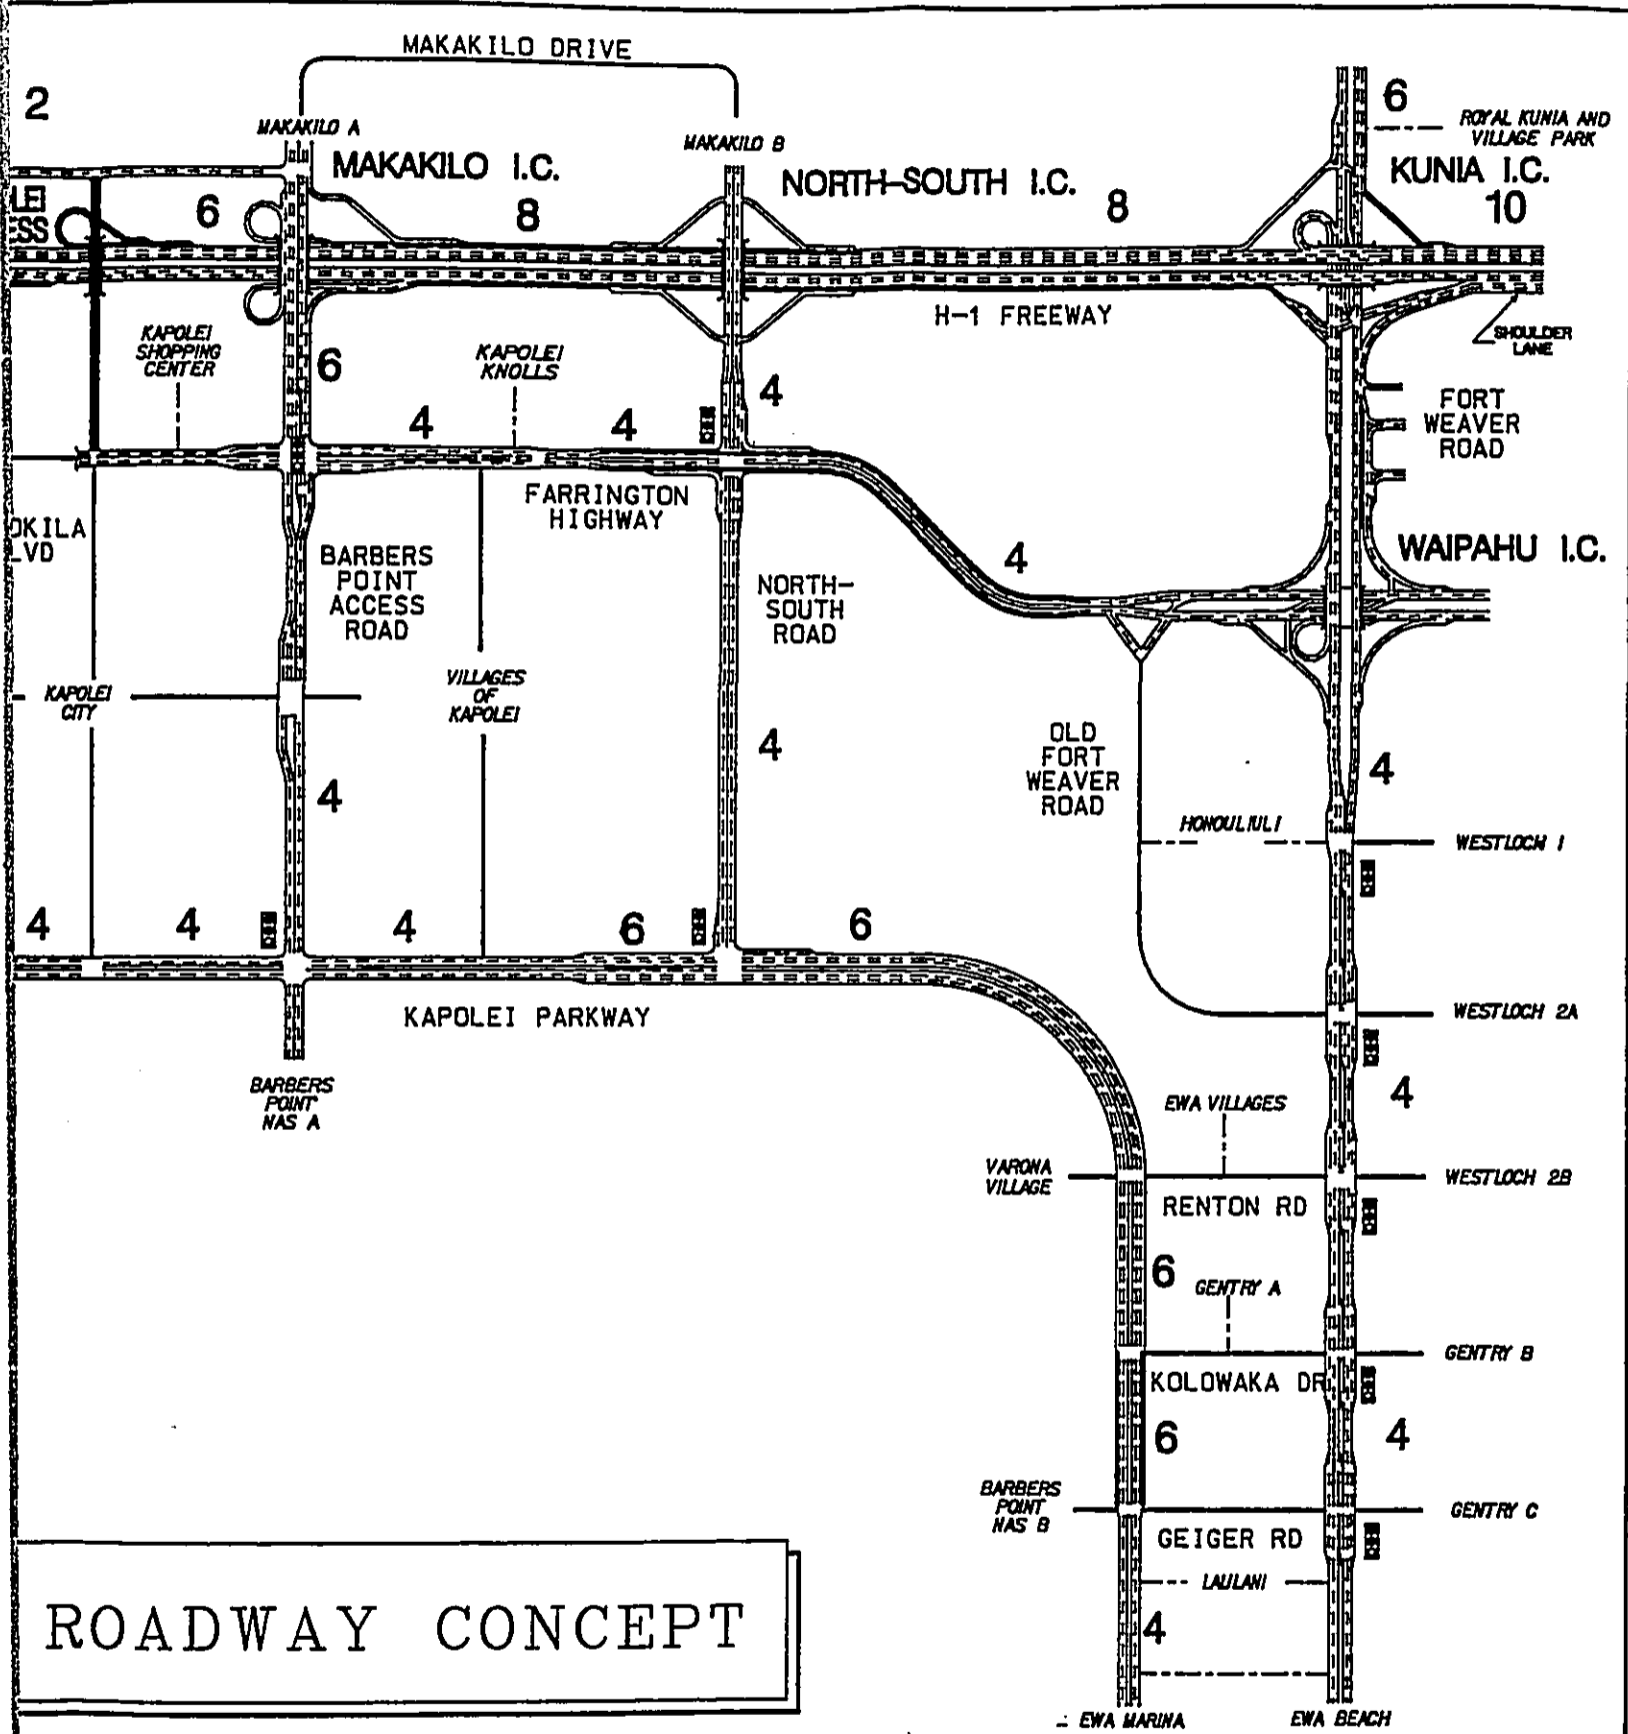 MAKAKILO DRIVE
2
6
MAKAKILO A
ROYAL KUNIA AND
VILLAGE PARK
MAKAKILO B
MAKAKILO I.C.
NORTH-SOUTH I.C.
KUNIA I.C.
LEI
ESS
6
8
8
10
H-1 FREEWAY
SHOULDER
LANE
KAPOLEI
SHOPPING
CENTER
6
KAPOLEI
KNOLLS
4
4
4
FORT
WEAVER
ROAD
FARRINGTON
HIGHWAY
OKILA
LVD
BARBERS
POINT
ACCESS
ROAD
4
WAIPAHU I.C.
NORTH-
SOUTH
ROAD
KAPOLEI
CITY
VILLAGES
OF
KAPOLEI
4
OLD
FORT
WEAVER
ROAD
4
4
HONOULIULI
WESTLOCH 1
4
4
4
6
6
KAPOLEI PARKWAY
WESTLOCH 2A
BARBERS
POINT
NAS A
EWA VILLAGES
4
VARONA
VILLAGE
RENTON RD
WESTLOCH 2B
6
GENTRY A
KOLOWAKA DR
GENTRY B
6
4
BARBERS
POINT
NAS B
GEIGER RD
GENTRY C
LAULANI
4
ROADWAY CONCEPT
EWA MARINA
EWA BEACH